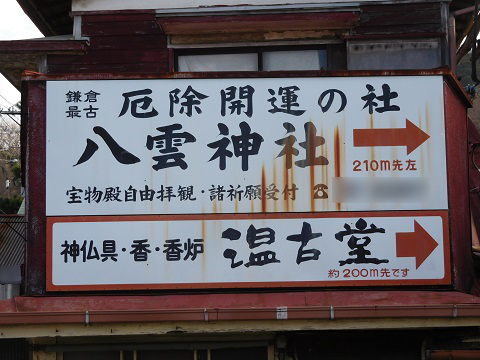 鎌倉最古 厄除開運の社
八雲神社
210m先左
宝物殿自由拝観・諸祈願受付 ☎
神仏具・香・香炉 温古堂
約200m先です